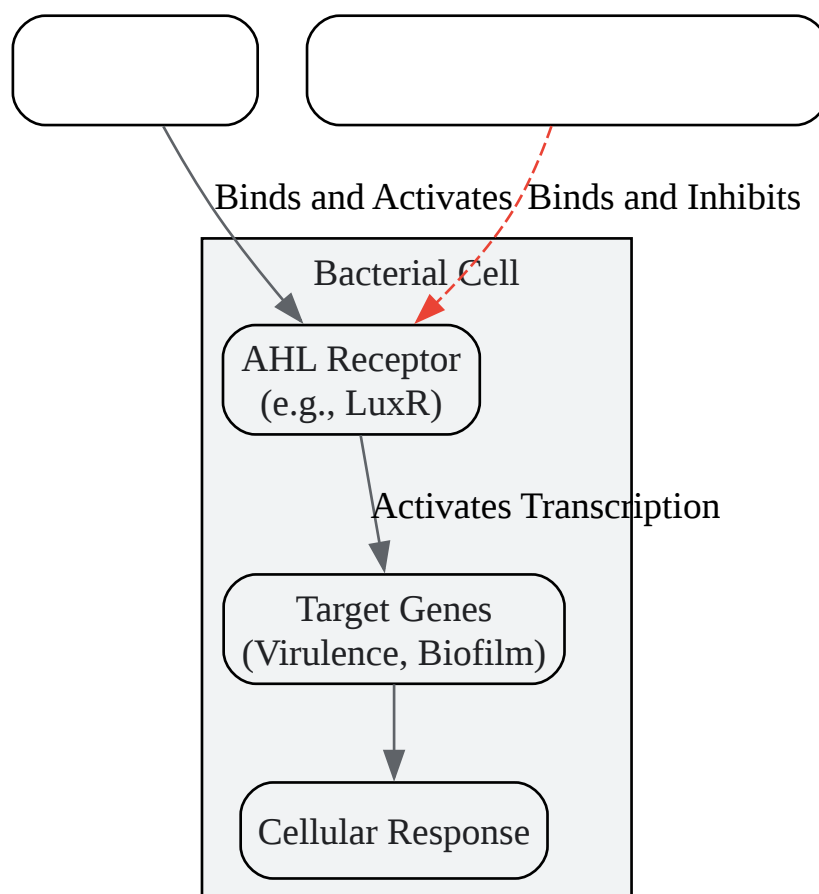 Binds and Activates
Binds and Inhibits
Bacterial Cell
AHL Receptor
(e.g., LuxR)
Activates Transcription
Target Genes
(Virulence, Biofilm)
Cellular Response